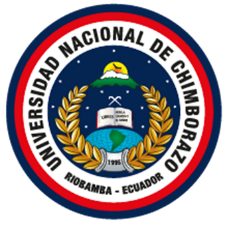 UNIVERSIDAD NACIONAL DE CHIMBORAZO
1995
RIOBAMBA - ECUADOR